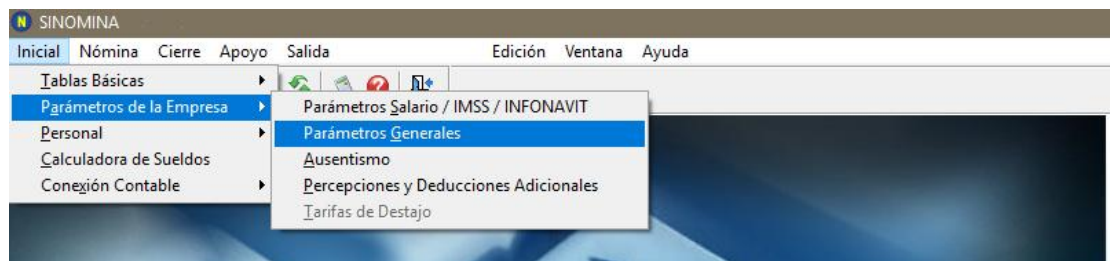 SINOMINA
Inicial Nómina Cierre Apoyo Salida Edición Ventana Ayuda
Tablas Básicas
Parámetros de la Empresa
Personal
Calculadora de Sueldos
Conexión Contable
Parámetros Salario / IMSS / INFONAVIT
Parámetros Generales
Ausentismo
Percepciones y Deducciones Adicionales
Tarifas de Destajo